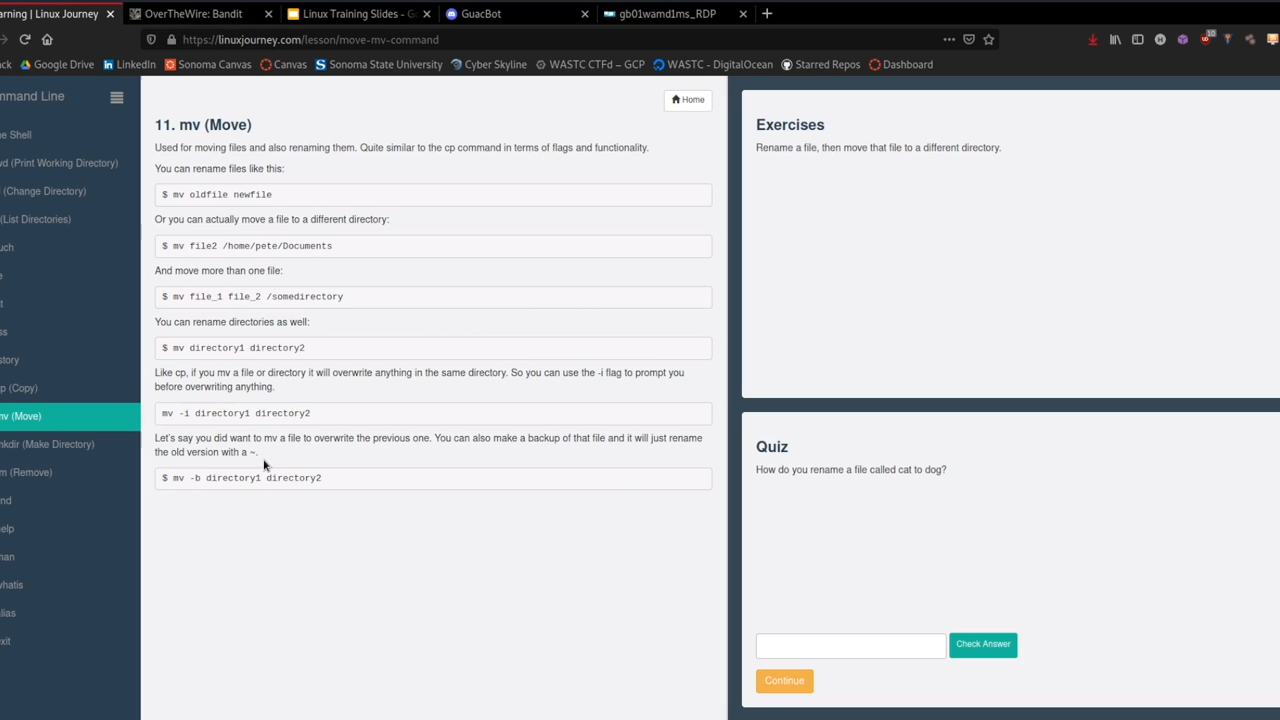 arning | Linux Journey
OverTheWire: Bandit
Linux Training Slides - Go
GuacBot
gb01wamd1ms_RDP
https://linuxjourney.com/lesson/move-mv-command
10
ck
Google Drive
LinkedIn
Sonoma Canvas
Canvas
Sonoma State University
Cyber Skyline
WASTC CTFd – GCP
WASTC - DigitalOcean
Starred Repos
Dashboard
mmand Line
e Shell
wd (Print Working Directory)
(Change Directory)
(List Directories)
uch
e
t
ss
story
p (Copy)
mv (Move)
nkdir (Make Directory)
m (Remove)
nd
elp
nan
whatis
lias
xit
Home
11. mv (Move)
Used for moving files and also renaming them. Quite similar to the cp command in terms of flags and functionality.
You can rename files like this:
$ mv oldfile newfile
Or you can actually move a file to a different directory:
$ mv file2 /home/pete/Documents
And move more than one file:
$ mv file_1 file_2 /somedirectory
You can rename directories as well:
$ mv directory1 directory2
Like cp, if you mv a file or directory it will overwrite anything in the same directory. So you can use the -i flag to prompt you
before overwriting anything.
mv -i directory1 directory2
Let's say you did want to mv a file to overwrite the previous one. You can also make a backup of that file and it will just rename
the old version with a ~.
$ mv -b directory1 directory2
Exercises
Rename a file, then move that file to a different directory.
Quiz
How do you rename a file called cat to dog?
Check Answer
Continue